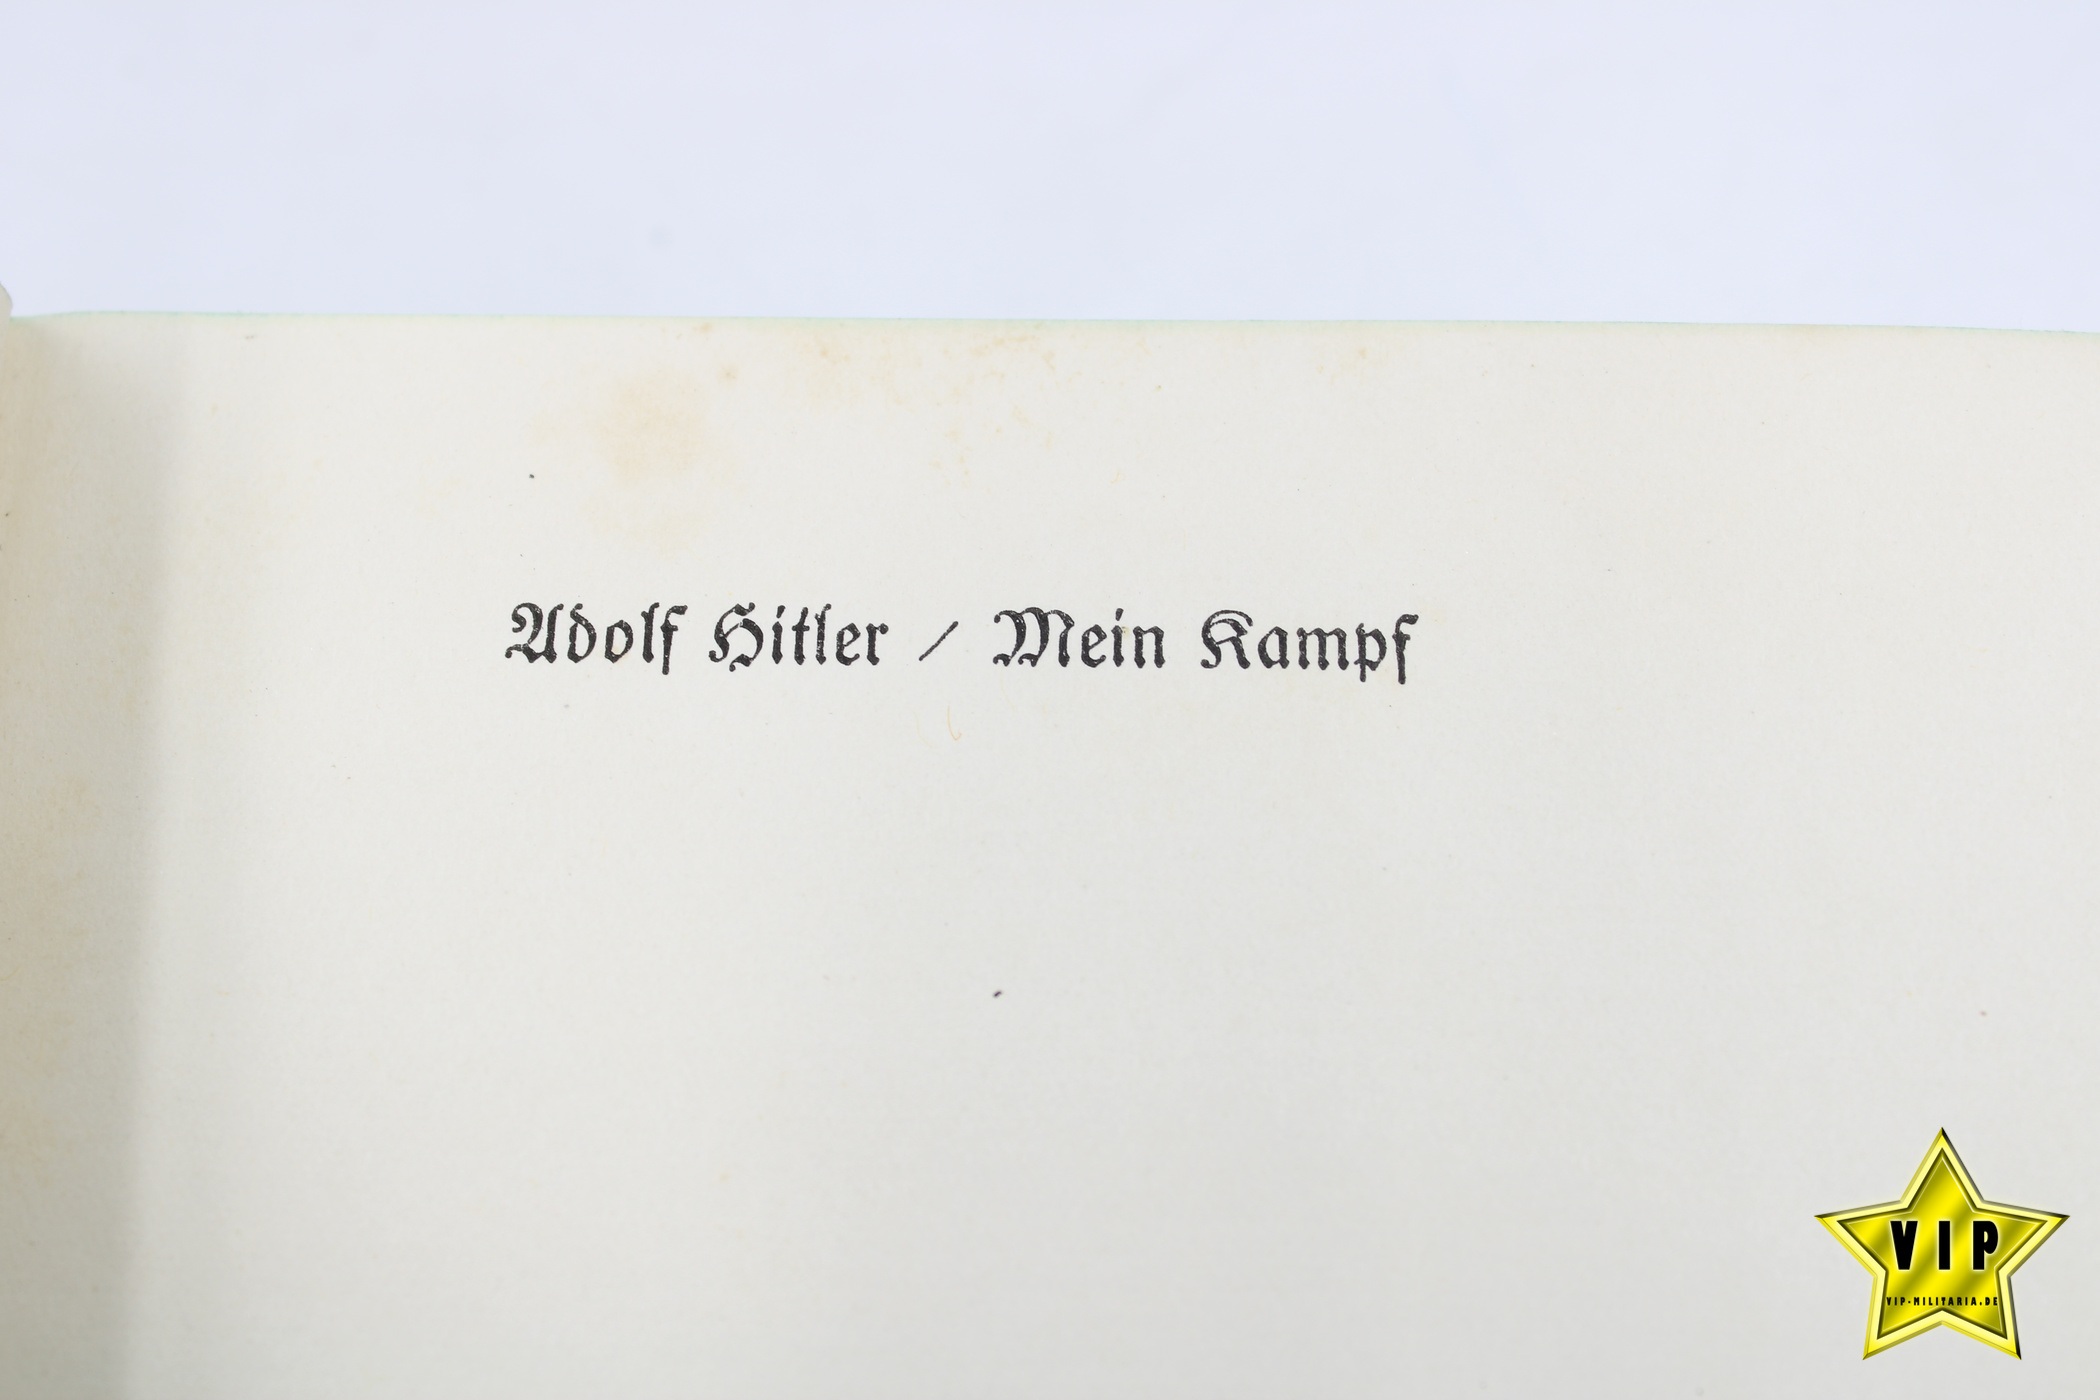 Adolf Hitler / Mein Kampf
VIP
VIP-MILITARIA.DE